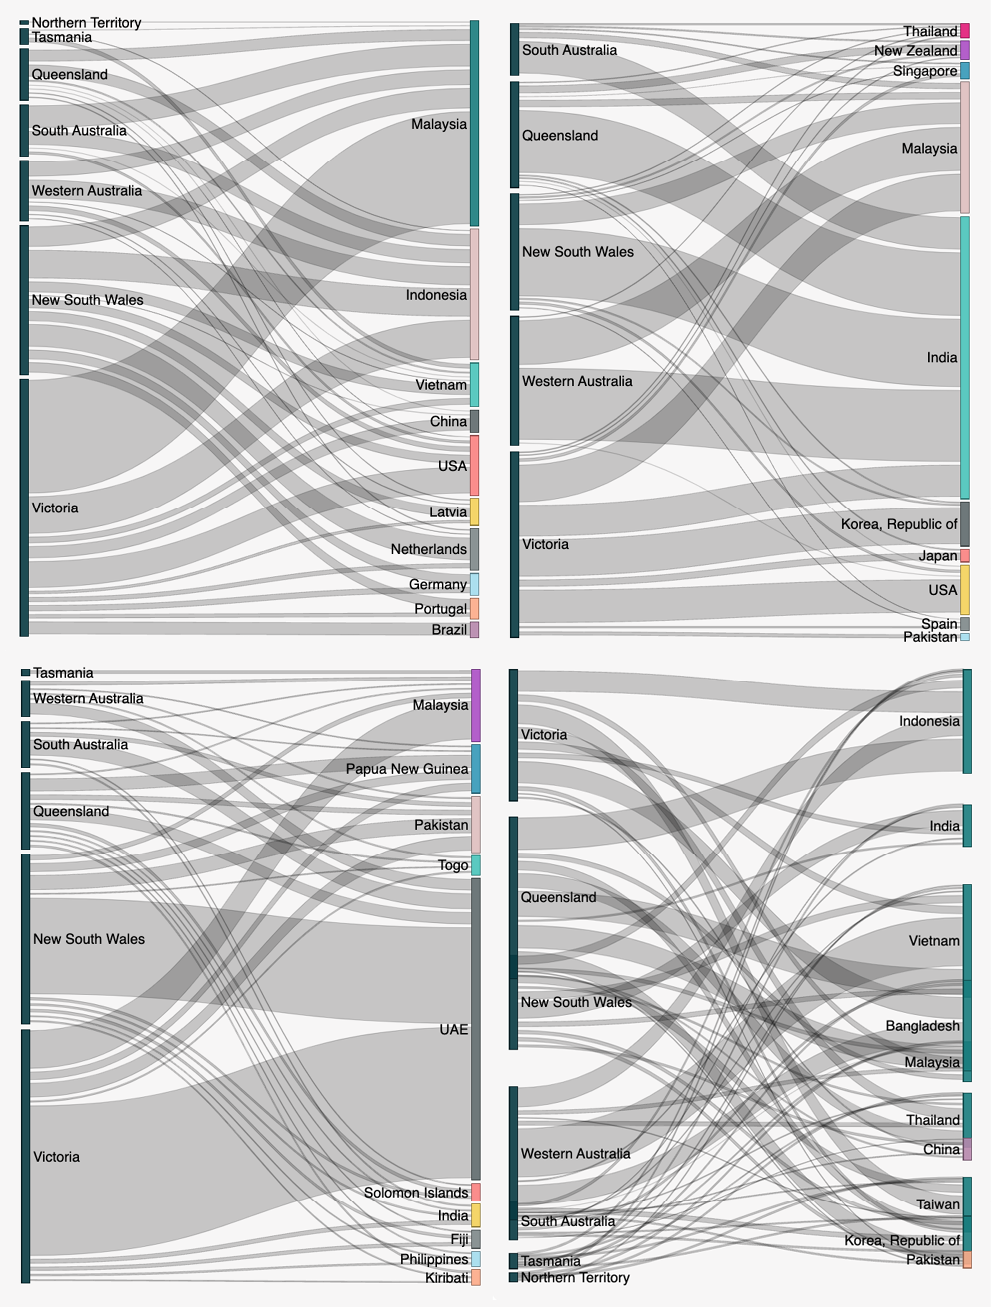 Northern Territory
Tasmania
Queensland
South Australia
Western Australia
New South Wales
Victoria
Malaysia
Indonesia
Vietnam
China
USA
Latvia
Netherlands
Germany
Portugal
Brazil
South Australia
Queensland
New South Wales
Western Australia
Victoria
Thailand
New Zealand
Singapore
Malaysia
India
Korea, Republic of
Japan
USA
Spain
Pakistan
Tasmania
Western Australia
South Australia
Queensland
New South Wales
Victoria
Malaysia
Papua New Guinea
Pakistan
Togo
UAE
Solomon Islands
India
Fiji
Philippines
Kiribati
Victoria
Queensland
New South Wales
Western Australia
South Australia
Tasmania
Northern Territory
Indonesia
India
Vietnam
Bangladesh
Malaysia
Thailand
China
Taiwan
Korea, Republic of
Pakistan